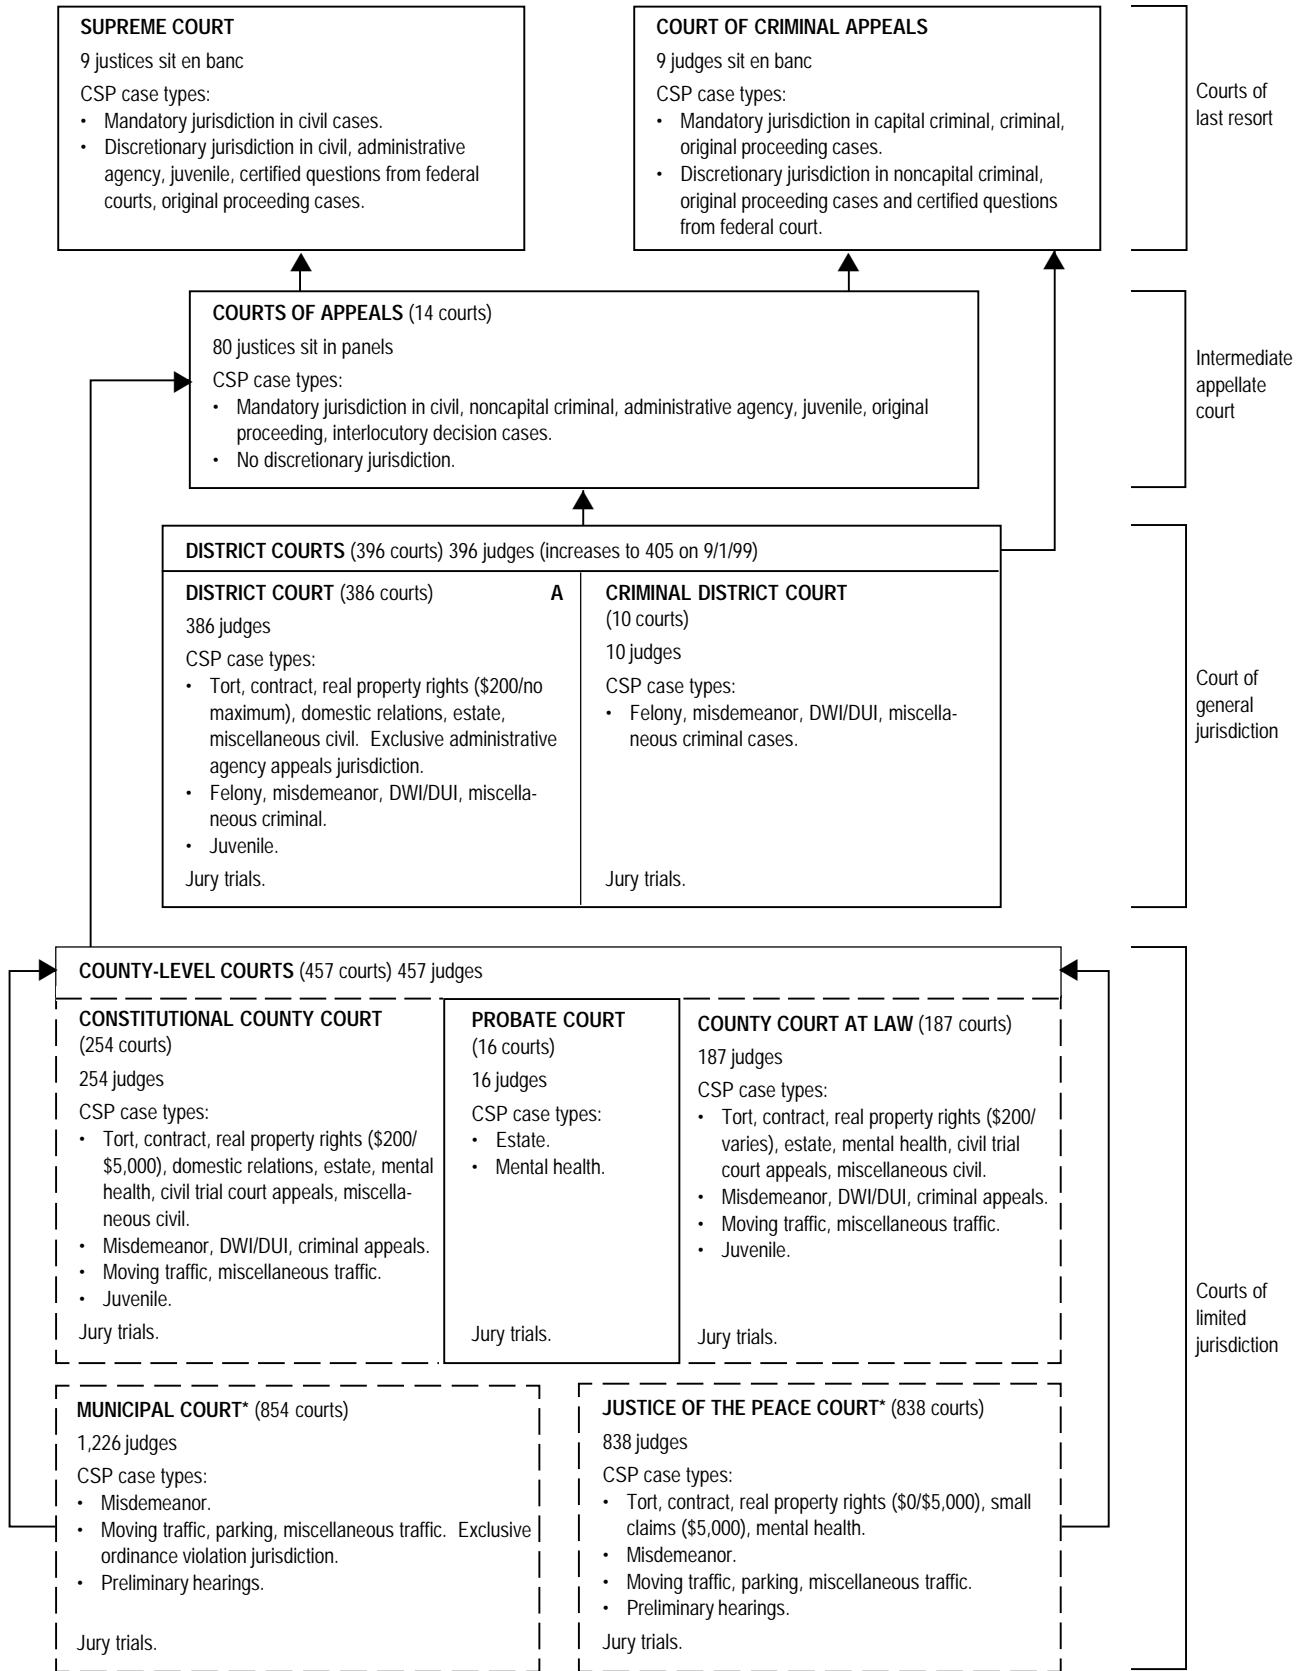 SUPREME COURT
9 justices sit en banc
CSP case types:
• Mandatory jurisdiction in civil cases.
• Discretionary jurisdiction in civil, administrative
agency, juvenile, certified questions from federal
courts, original proceeding cases.
COURT OF CRIMINAL APPEALS
9 judges sit en banc
CSP case types:
• Mandatory jurisdiction in capital criminal, criminal,
original proceeding cases.
• Discretionary jurisdiction in noncapital criminal,
original proceeding cases and certified questions
from federal court.
Courts of
last resort
COURTS OF APPEALS (14 courts)
80 justices sit in panels
CSP case types:
• Mandatory jurisdiction in civil, noncapital criminal, administrative agency, juvenile, original
proceeding, interlocutory decision cases.
• No discretionary jurisdiction.
Intermediate
appellate
court
DISTRICT COURTS (396 courts) 396 judges (increases to 405 on 9/1/99)
DISTRICT COURT (386 courts) A
386 judges
CSP case types:
• Tort, contract, real property rights ($200/no
maximum), domestic relations, estate,
miscellaneous civil. Exclusive administrative
agency appeals jurisdiction.
• Felony, misdemeanor, DWI/DUI, miscella-
neous criminal.
• Juvenile.
Jury trials.
CRIMINAL DISTRICT COURT
(10 courts)
10 judges
CSP case types:
• Felony, misdemeanor, DWI/DUI, miscella-
neous criminal cases.
Jury trials.
Court of
general
jurisdiction
COUNTY-LEVEL COURTS (457 courts) 457 judges
CONSTITUTIONAL COUNTY COURT
(254 courts)
254 judges
CSP case types:
• Tort, contract, real property rights ($200/
$5,000), domestic relations, estate, mental
health, civil trial court appeals, miscella-
neous civil.
• Misdemeanor, DWI/DUI, criminal appeals.
• Moving traffic, miscellaneous traffic.
• Juvenile.
Jury trials.
PROBATE COURT
(16 courts)
16 judges
CSP case types:
• Estate.
• Mental health.
Jury trials.
COUNTY COURT AT LAW (187 courts)
187 judges
CSP case types:
• Tort, contract, real property rights ($200/
varies), estate, mental health, civil trial
court appeals, miscellaneous civil.
• Misdemeanor, DWI/DUI, criminal appeals.
• Moving traffic, miscellaneous traffic.
• Juvenile.
Jury trials.
Courts of
limited
jurisdiction
MUNICIPAL COURT* (854 courts)
1,226 judges
CSP case types:
• Misdemeanor.
• Moving traffic, parking, miscellaneous traffic. Exclusive
ordinance violation jurisdiction.
• Preliminary hearings.
Jury trials.
JUSTICE OF THE PEACE COURT* (838 courts)
838 judges
CSP case types:
• Tort, contract, real property rights ($0/$5,000), small
claims ($5,000), mental health.
• Misdemeanor.
• Moving traffic, parking, miscellaneous traffic.
• Preliminary hearings.
Jury trials.